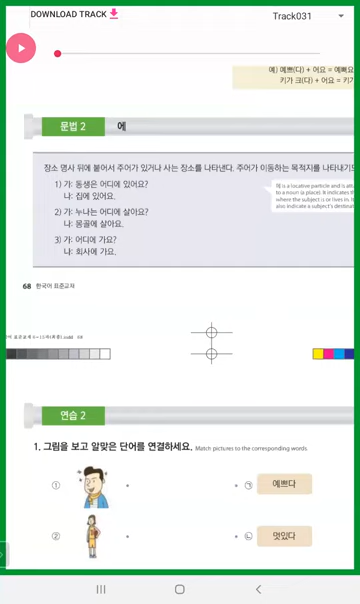 DOWNLOAD TRACK
Track031
예) 예쁘(다) + 어요 = 예뻐요
키가 크(다) + 어요 = 키가
문법 2
에
장소 명사 뒤에 붙어서 주어가 있거나 사는 장소를 나타낸다. 주어가 이동하는 목적지를 나타내기도
1) 가: 동생은 어디에 있어요?
나: 집에 있어요.
2) 가: 누나는 어디에 살아요?
나: 몽골에 살아요.
3) 가: 어디에 가요?
나: 회사에 가요.
에 is a locative particle and is atta
to a noun (a place). It indicates th
where the subject is or lives in. It
also indicate a subject's destinat
68 한국어 표준교재
연습 2
1. 그림을 보고 알맞은 단어를 연결하세요. Match pictures to the corresponding words.
① • • ㉠ 예쁘다
② • • ㉡ 멋있다